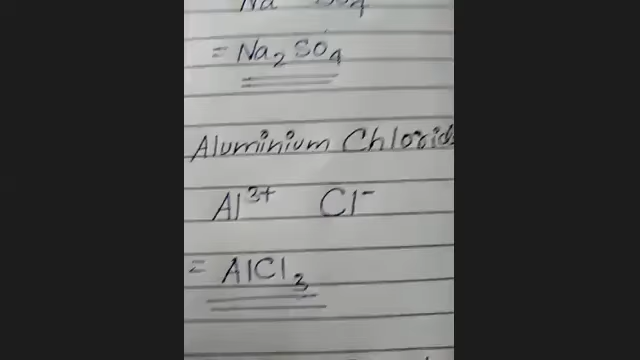 = Na₂SO₄
Aluminium Chlorid
Al³⁺ Cl⁻
= AlCl₃